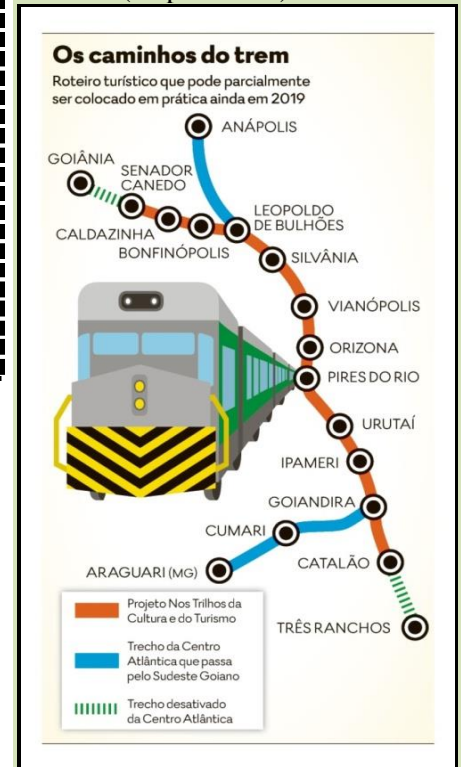 Os caminhos do trem
Roteiro turístico que pode parcialmente
ser colocado em prática ainda em 2019
ANÁPOLIS
GOIÂNIA
SENADOR
CANEDO
CALDAZINHA
BONFINÓPOLIS
LEOPOLDO
DE BULHÕES
SILVÂNIA
VIANÓPOLIS
ORIZONA
PIRES DO RIO
URUTAÍ
IPAMERI
GOIANDIRA
CUMARI
ARAGUARI (MG)
CATALÃO
TRÊS RANCHOS
Projeto Nos Trilhos da
Cultura e do Turismo
Trecho da Centro
Atlântica que passa
pelo Sudeste Goiano
Trecho desativado
da Centro Atlântica